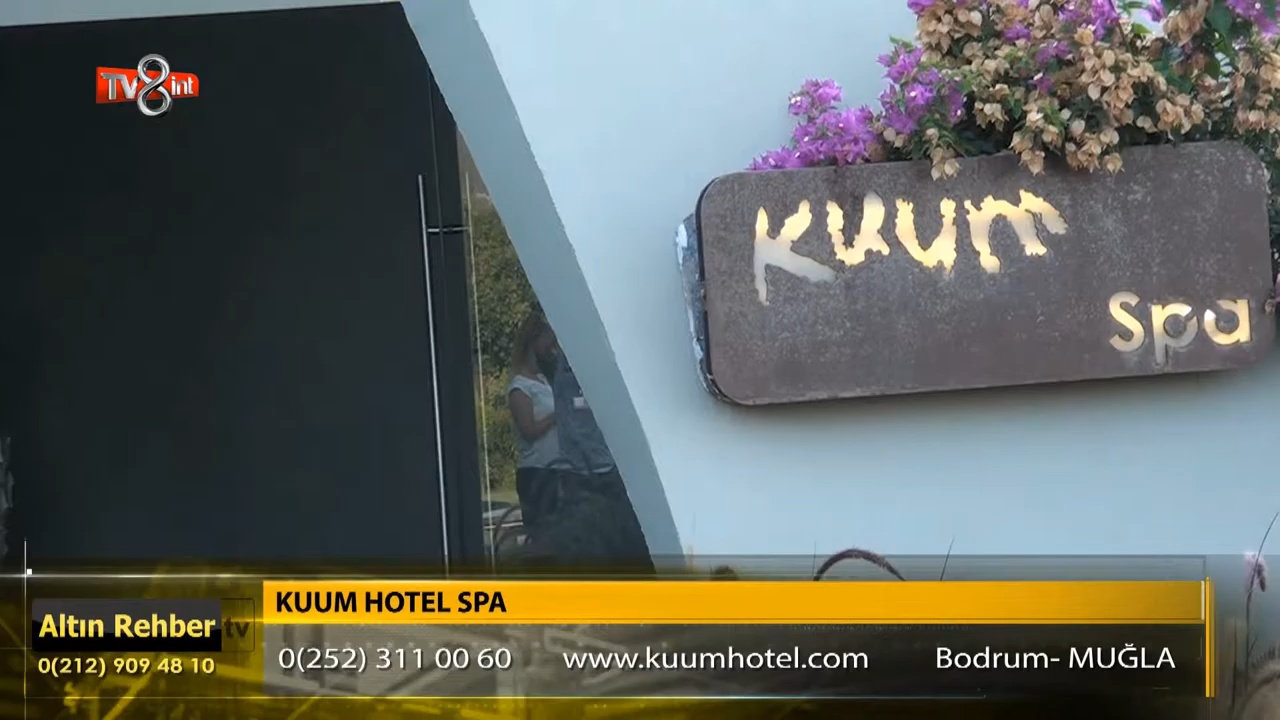 TV8int
Kuum
Spa
KUUM HOTEL SPA
Altın Rehber tv
0(212) 909 48 10
0(252) 311 00 60 www.kuumhotel.com Bodrum- MUĞLA